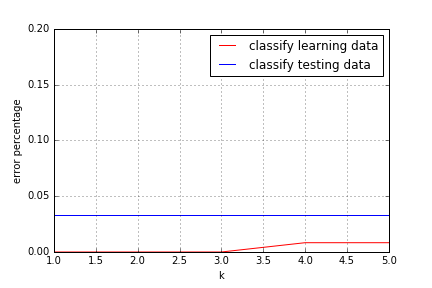 0.20
classify learning data
classify testing data
0.15
error percentage
0.10
0.05
0.00
1.0 1.5 2.0 2.5 3.0 3.5 4.0 4.5 5.0
k